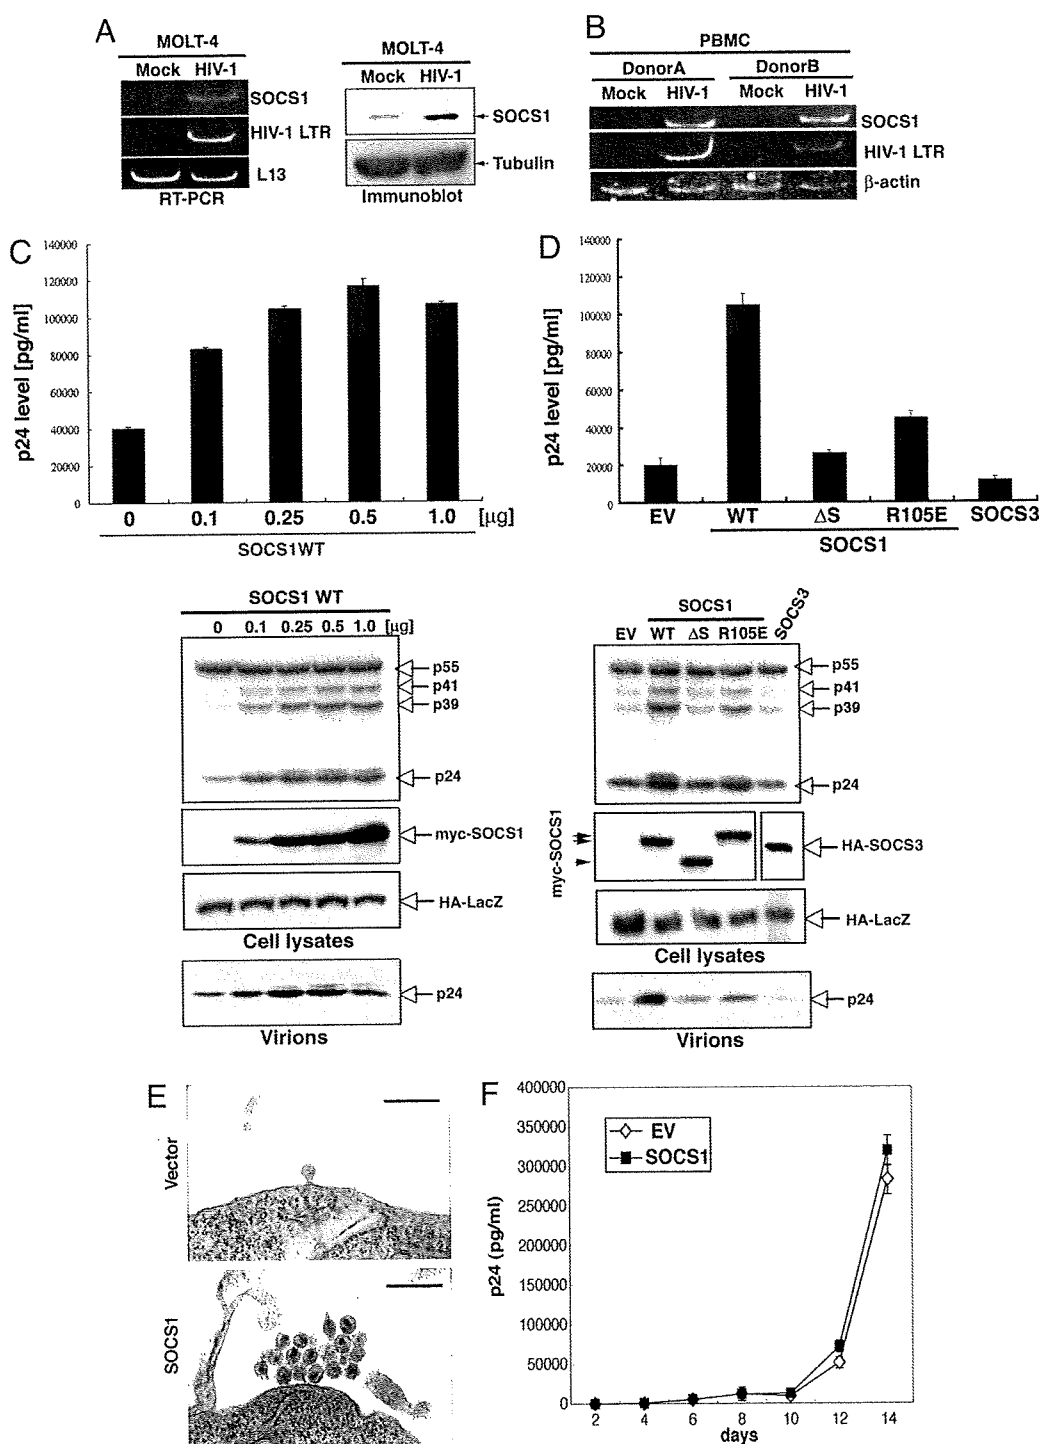 A
MOLT-4
Mock HIV-1
SOCS1
HIV-1 LTR
L13
RT-PCR
MOLT-4
Mock HIV-1
SOCS1
Tubulin
Immunoblot
B
PBMC
DonorA DonorB
Mock HIV-1 Mock HIV-1
SOCS1
HIV-1 LTR
β-actin
C
p24 level [pg/ml]
140000
120000
100000
80000
60000
40000
20000
0
0 0.1 0.25 0.5 1.0 [μg]
SOCS1WT
D
p24 level [pg/ml]
140000
120000
100000
80000
60000
40000
20000
0
EV WT ΔS R105E SOCS3
SOCS1
SOCS1 WT
0 0.1 0.25 0.5 1.0 [μg]
p55
p41
p39
p24
myc-SOCS1
HA-LacZ
Cell lysates
p24
Virions
SOCS1
EV WT ΔS R105E SOCS3
p55
p41
p39
p24
myc-SOCS1
HA-SOCS3
HA-LacZ
Cell lysates
p24
Virions
E
Vector
SOCS1
F
p24 (pg/ml)
400000
350000
300000
250000
200000
150000
100000
50000
0
EV
SOCS1
2 4 6 8 10 12 14
days